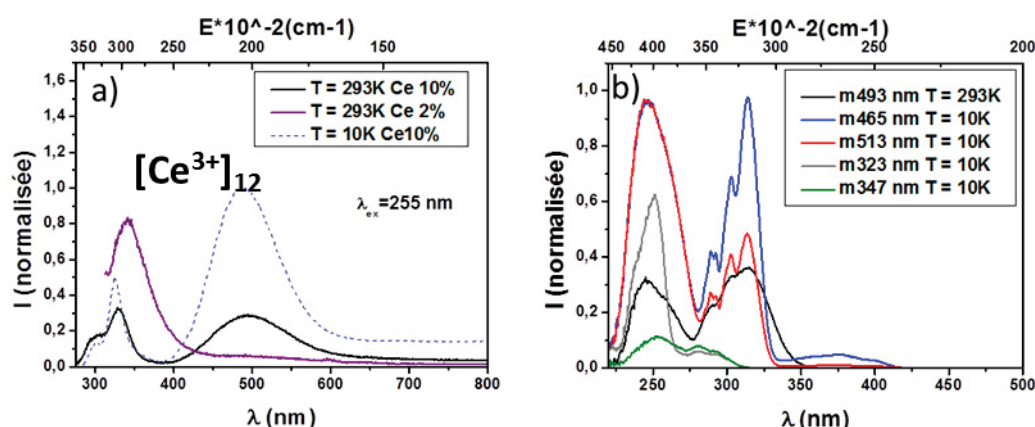 E*10^-2(cm-1)
350 300 250 200 150
a)
T = 293K Ce 10%
T = 293K Ce 2%
T = 10K Ce10%
[Ce³⁺]₁₂
λₑₓ=255 nm
I (normalisée)
1,8
1,6
1,4
1,2
1,0
0,8
0,6
0,4
0,2
0,0
300 400 500 600 700 800
λ (nm)
E*10^-2(cm-1)
450 400 350 300 250 200
b)
m493 nm T = 293K
m465 nm T = 10K
m513 nm T = 10K
m323 nm T = 10K
m347 nm T = 10K
I (normalisée)
1,0
0,8
0,6
0,4
0,2
0,0
250 300 350 400 450 500
λ (nm)